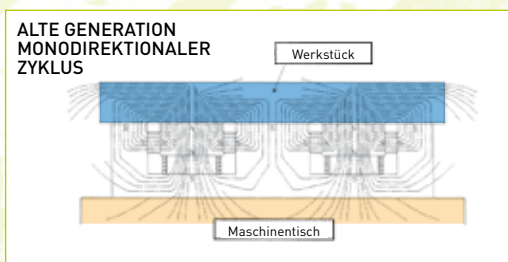 ALTE GENERATION
MONODIREKTIONALER
ZYKLUS
Werkstück
Maschinentisch